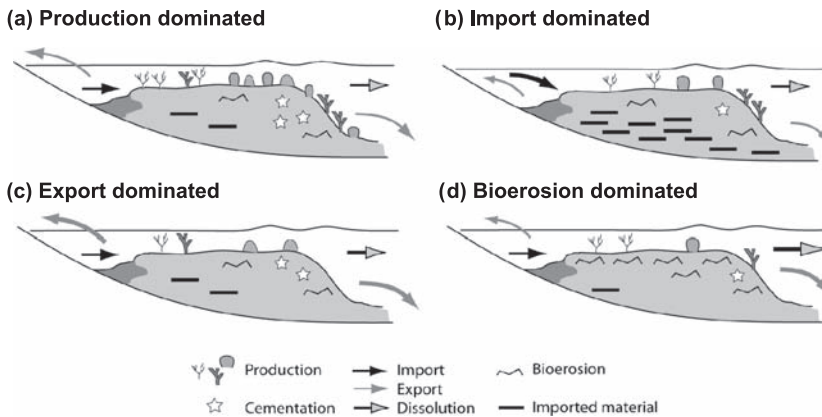 (a) Production dominated
(b) Import dominated
(c) Export dominated
(d) Bioerosion dominated
Production Import Bioerosion
Export
Cementation Dissolution Imported material